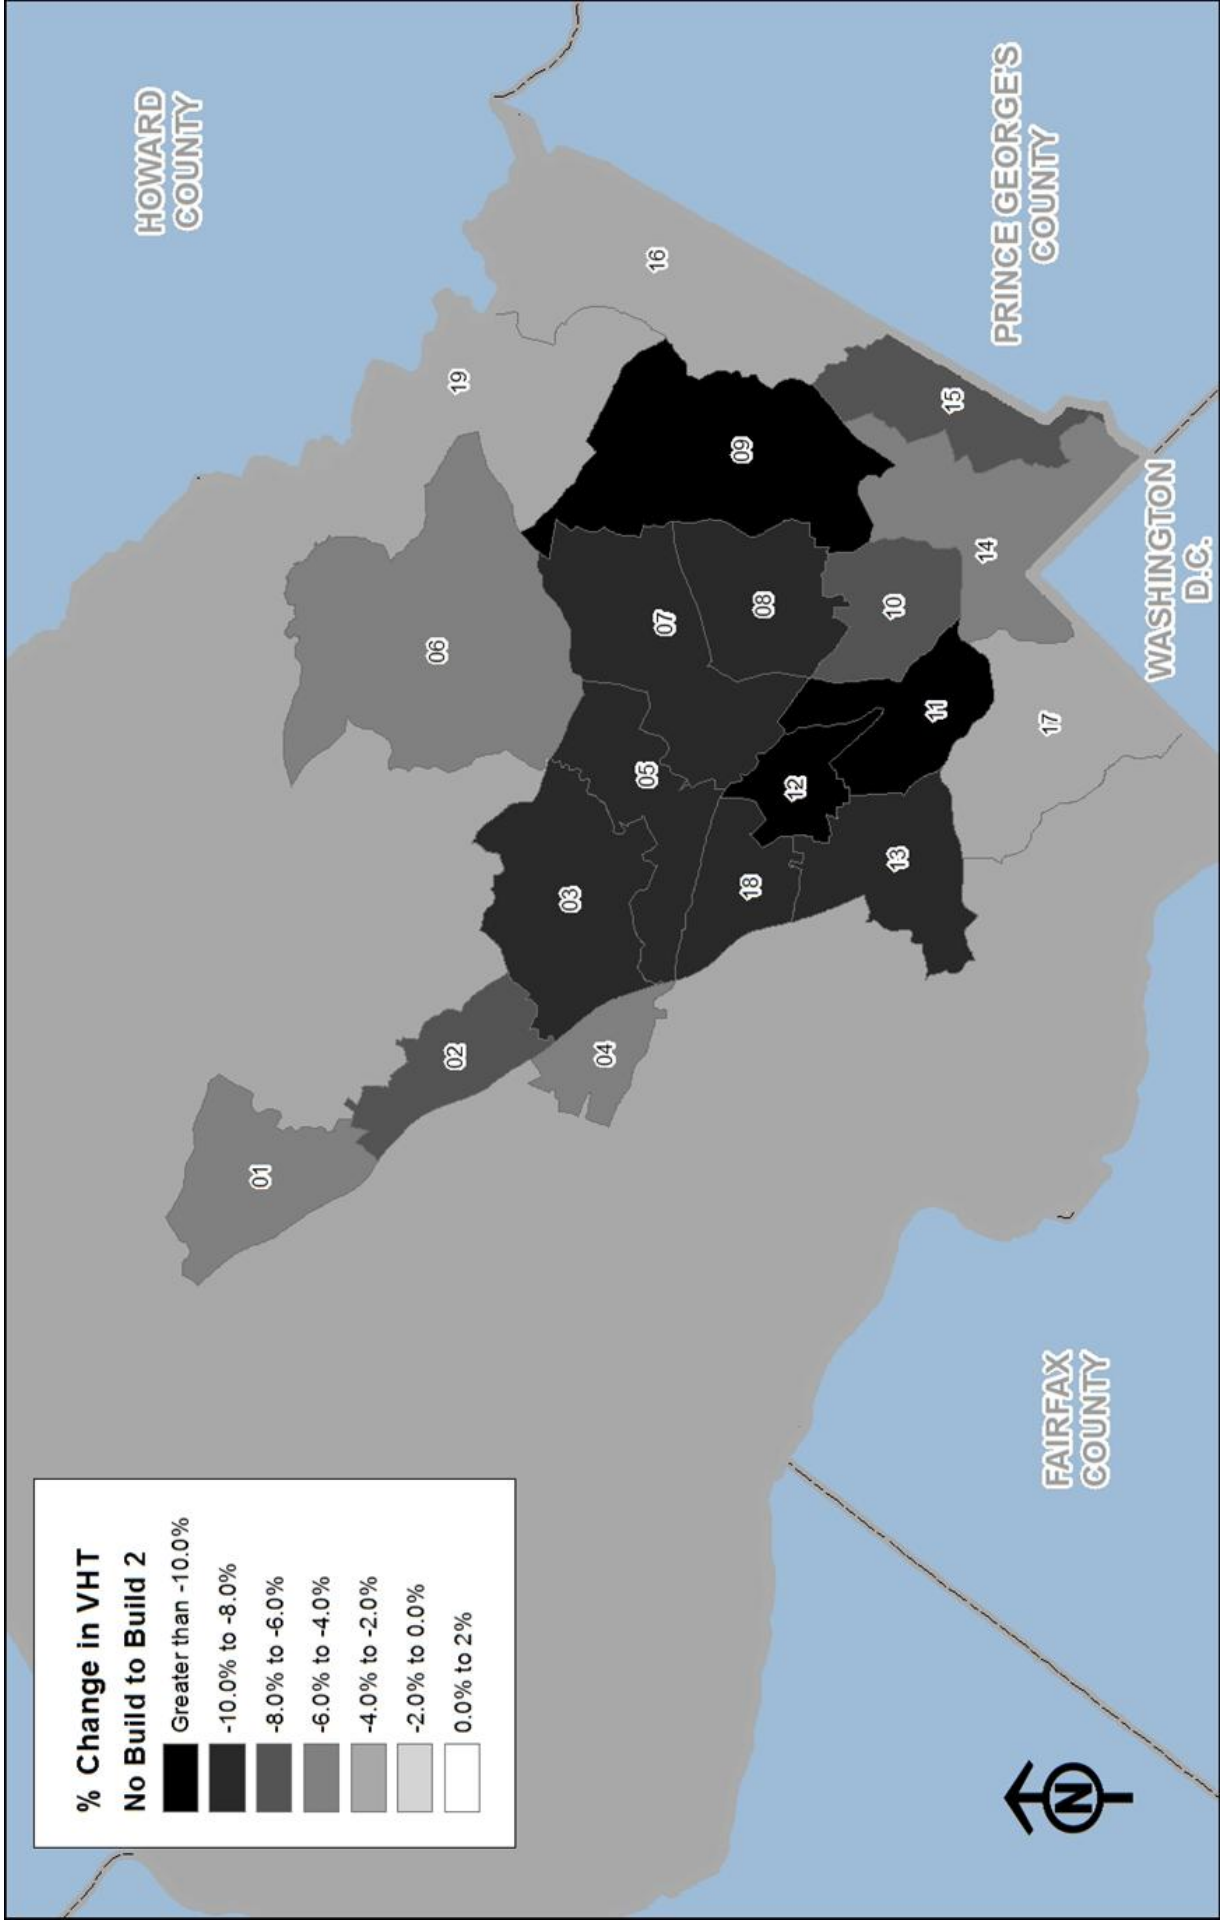 % Change in VHT
No Build to Build 2
Greater than -10.0%
-10.0% to -8.0%
-8.0% to -6.0%
-6.0% to -4.0%
-4.0% to -2.0%
-2.0% to 0.0%
0.0% to 2%
N
HOWARD
COUNTY
PRINCE GEORGE'S
COUNTY
WASHINGTON
D.C.
FAIRFAX
COUNTY
01
02
03
04
05
06
07
08
09
10
11
12
13
14
15
16
17
18
19